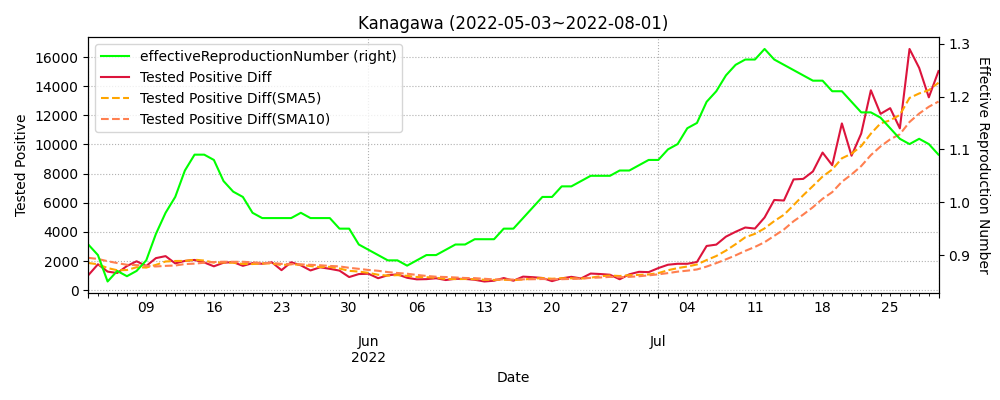 Kanagawa (2022-05-03~2022-08-01)
effectiveReproductionNumber (right)
Tested Positive Diff
Tested Positive Diff(SMA5)
Tested Positive Diff(SMA10)
Tested Positive
16000
14000
12000
10000
8000
6000
4000
2000
0
1.3
1.2
1.1
1.0
0.9
Effective Reproduction Number
09 16 23 30 06 13 20 27 04 11 18 25
Jun Jul
2022
Date